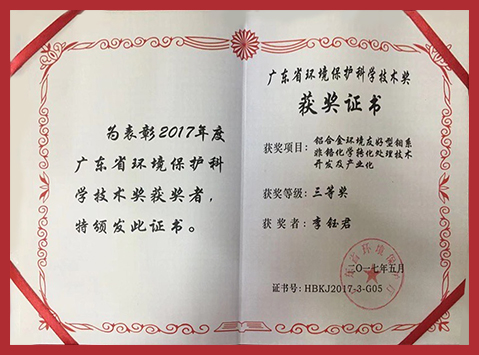 为表彰2017年度
广东省环境保护科
学技术奖获奖者，
特颁发此证书。
广东省环境保护科学技术奖
获奖证书
获奖项目：铝合金环境友好型钼系
非铬化学转化处理技术
开发及产业化
获奖等级：三等奖
获奖者：李钰君
二〇一七年五月
证书号：HBKJ2017-3-G05